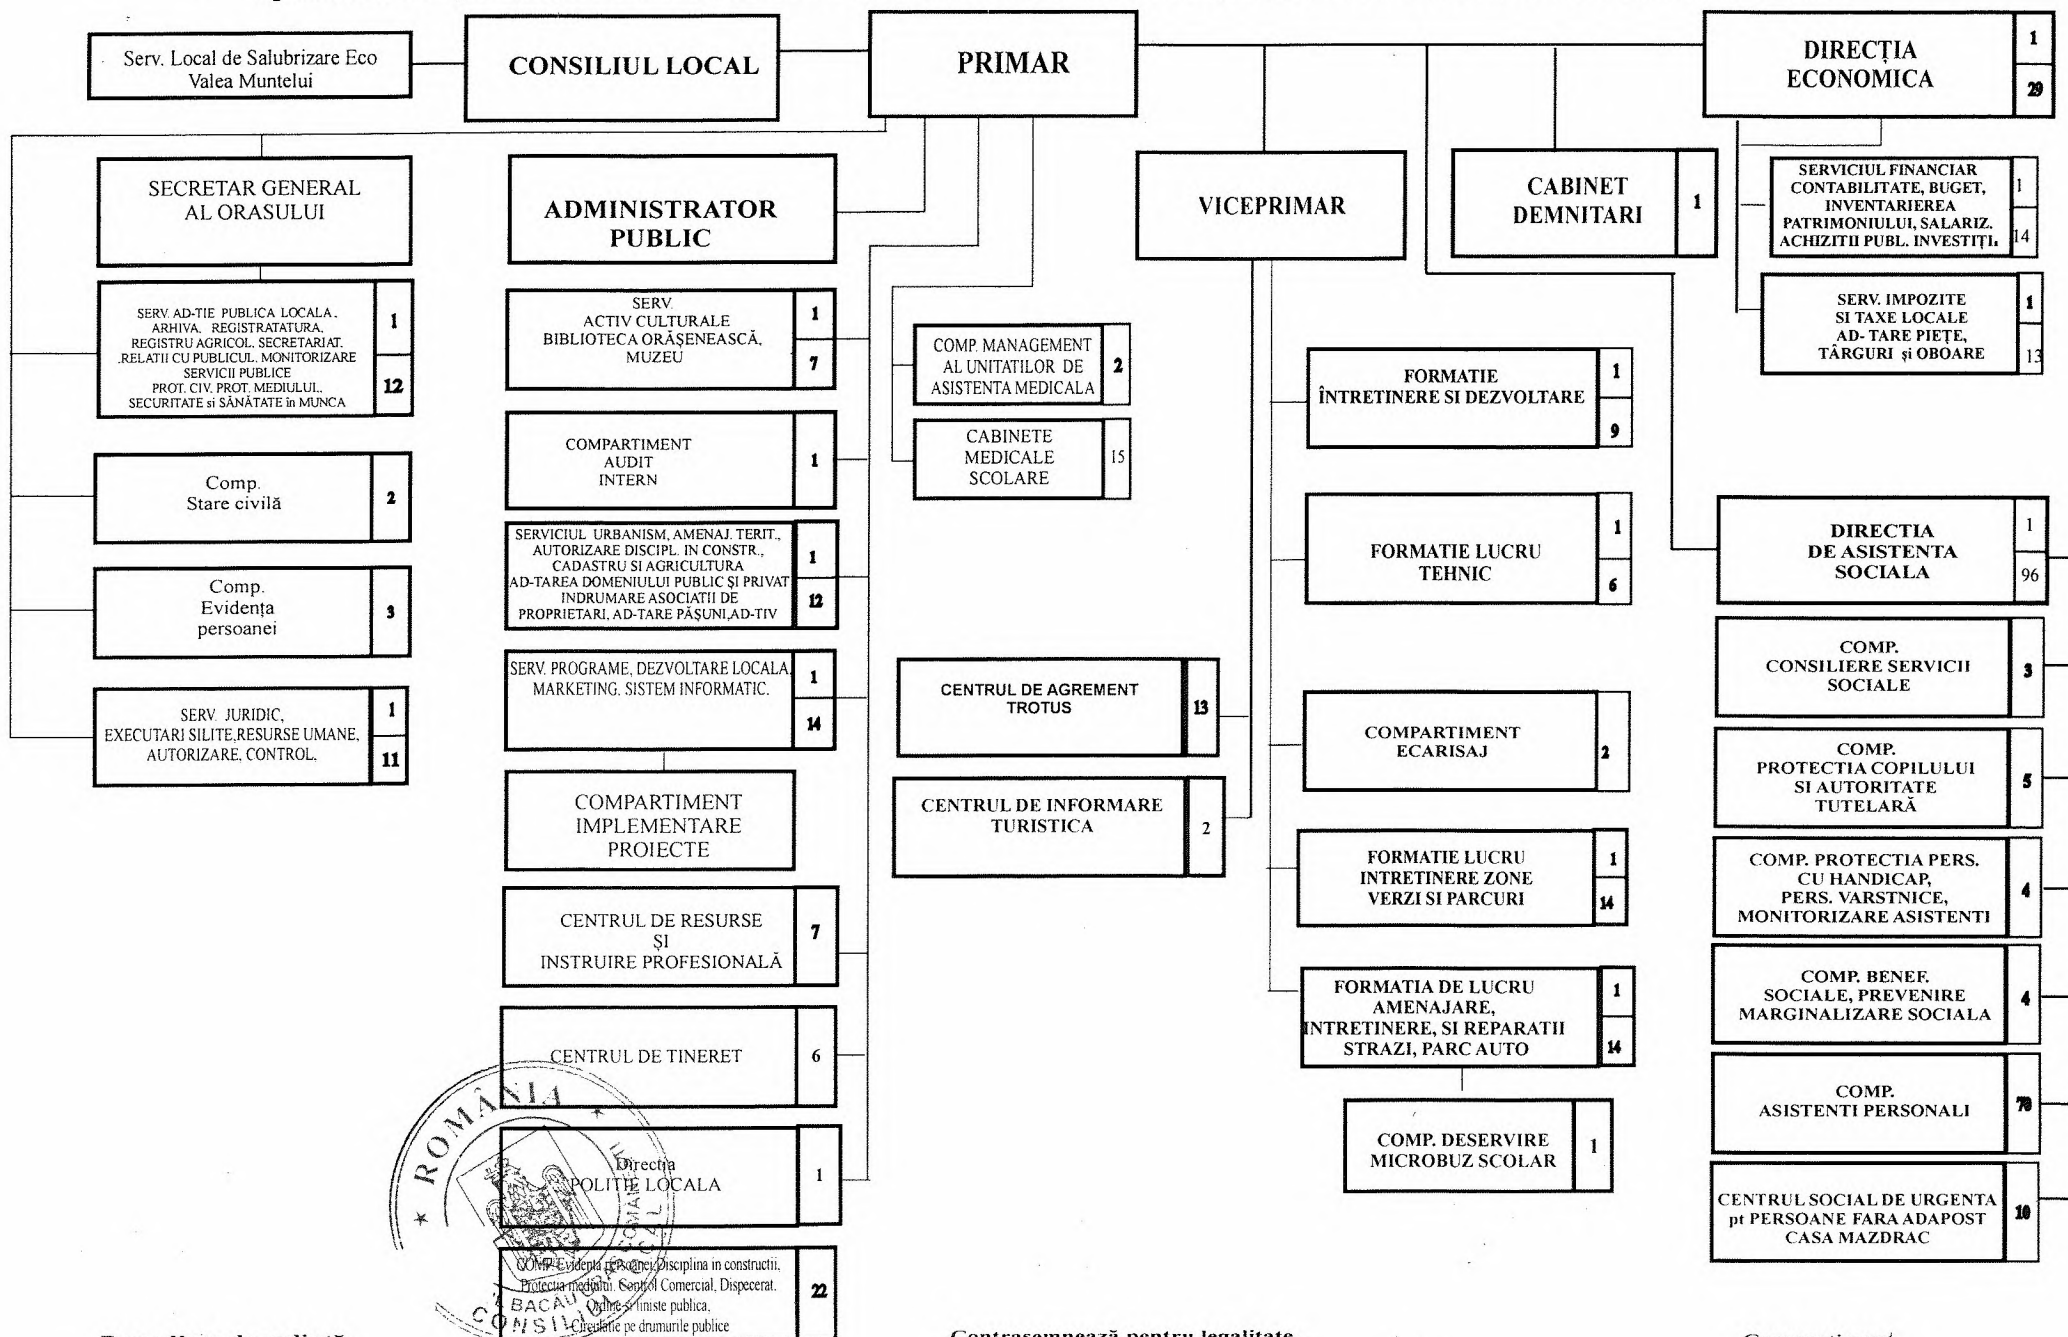 Serv. Local de Salubrizare Eco
Valea Muntelui
CONSILIUL LOCAL
PRIMAR
DIRECȚIA
ECONOMICA
1
29
SECRETAR GENERAL
AL ORASULUI
ADMINISTRATOR
PUBLIC
VICEPRIMAR
CABINET
DEMNITARI
1
SERVICIUL FINANCIAR
CONTABILITATE, BUGET,
INVENTARIEREA
PATRIMONIULUI, SALARIZ.
ACHIZITII PUBL. INVESTIȚII.
1
14
SERV. IMPOZITE
SI TAXE LOCALE
AD- TARE PIEȚE,
TÂRGURI și OBOARE
1
13
SERV. AD-TIE PUBLICA LOCALA,
ARHIVA, REGISTRATURA,
REGISTRU AGRICOL. SECRETARIAT.
.RELATII CU PUBLICUL. MONITORIZARE
SERVICII PUBLICE
PROT. CIV. PROT. MEDIULUI.
SECURITATE si SĂNĂTATE în MUNCA
1
12
Comp.
Stare civilă
2
Comp.
Evidența
persoanei
3
SERV. JURIDIC,
EXECUTARI SILITE,RESURSE UMANE,
AUTORIZARE, CONTROL.
1
11
SERV.
ACTIV CULTURALE
BIBLIOTECA ORĂȘENEASCĂ,
MUZEU
1
7
COMPARTIMENT
AUDIT
INTERN
1
SERVICIUL URBANISM, AMENAJ. TERIT.,
AUTORIZARE DISCIPL. IN CONSTR.,
CADASTRU SI AGRICULTURA
AD-TAREA DOMENIULUI PUBLIC ȘI PRIVAT
INDRUMARE ASOCIATII DE
PROPRIETARI, AD-TARE PĂȘUNI,AD-TIV
1
12
SERV. PROGRAME, DEZVOLTARE LOCALA,
MARKETING. SISTEM INFORMATIC.
1
14
COMPARTIMENT
IMPLEMENTARE
PROIECTE
CENTRUL DE RESURSE
ȘI
INSTRUIRE PROFESIONALĂ
7
CENTRUL DE TINERET
6
Direcția
POLITIE LOCALA
1
COMP. Evidența persoanei, Disciplina in constructii,
Protectia mediului. Control Comercial, Dispecerat.
Ordine si liniste publica,
Circulatie pe drumurile publice
22
ROMÂNIA
BACĂU
COMP. MANAGEMENT
AL UNITATILOR DE
ASISTENTA MEDICALA
2
CABINETE
MEDICALE
SCOLARE
15
CENTRUL DE AGREMENT
TROTUS
13
CENTRUL DE INFORMARE
TURISTICA
2
FORMATIE
ÎNTRETINERE SI DEZVOLTARE
1
9
FORMATIE LUCRU
TEHNIC
1
6
COMPARTIMENT
ECARISAJ
2
FORMATIE LUCRU
INTRETINERE ZONE
VERZI SI PARCURI
1
14
FORMATIA DE LUCRU
AMENAJARE,
INTRETINERE, SI REPARATII
STRAZI, PARC AUTO
1
14
COMP. DESERVIRE
MICROBUZ SCOLAR
1
DIRECTIA
DE ASISTENTA
SOCIALA
1
96
COMP.
CONSILIERE SERVICII
SOCIALE
3
COMP.
PROTECTIA COPILULUI
SI AUTORITATE
TUTELARĂ
5
COMP. PROTECTIA PERS.
CU HANDICAP,
PERS. VARSTNICE,
MONITORIZARE ASISTENTI
4
COMP. BENEF.
SOCIALE, PREVENIRE
MARGINALIZARE SOCIALA
4
COMP.
ASISTENTI PERSONALI
70
CENTRUL SOCIAL DE URGENTA
pt PERSOANE FARA ADAPOST
CASA MAZDRAC
10
Contrasemnează pentru legalitate